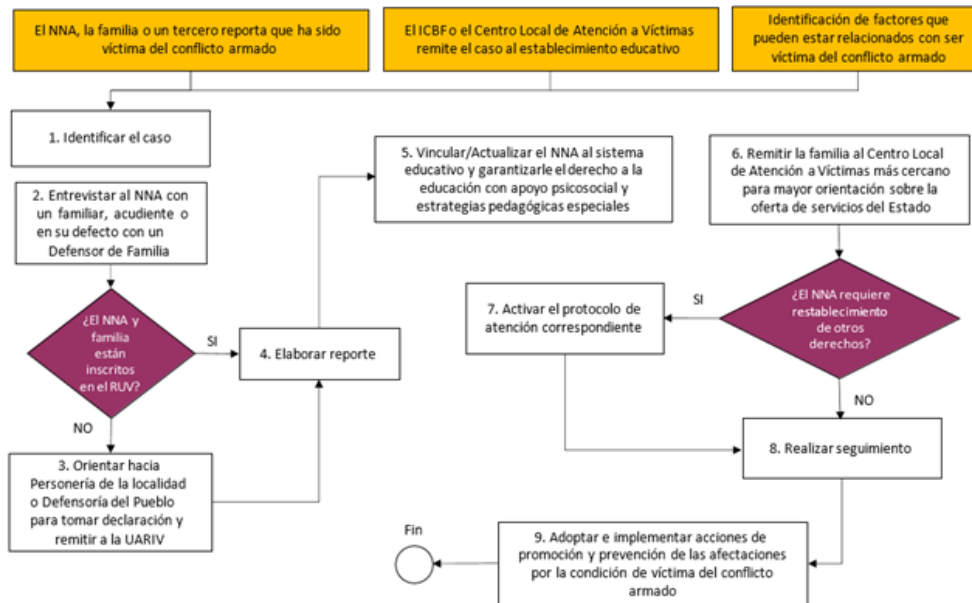 El NNA, la familia o un tercero reporta que ha sido
víctima del conflicto armado
El ICBF o el Centro Local de Atención a Víctimas
remite el caso al establecimiento educativo
Identificación de factores que
pueden estar relacionados con ser
víctima del conflicto armado
1. Identificar el caso
2. Entrevistar al NNA con
un familiar, acudiente o
en su defecto con un
Defensor de Familia
¿El NNA y
familia
están
inscritos
en el RUV?
SI
NO
3. Orientar hacia
Personería de la localidad
o Defensoría del Pueblo
para tomar declaración y
remitir a la UARIV
4. Elaborar reporte
5. Vincular/Actualizar el NNA al sistema
educativo y garantizarle el derecho a la
educación con apoyo psicosocial y
estrategias pedagógicas especiales
6. Remitir la familia al Centro Local
de Atención a Víctimas más cercano
para mayor orientación sobre la
oferta de servicios del Estado
¿El NNA requiere
restablecimiento
de otros
derechos?
SI
NO
7. Activar el protocolo de
atención correspondiente
8. Realizar seguimiento
9. Adoptar e implementar acciones de
promoción y prevención de las afectaciones
por la condición de víctima del conflicto
armado
Fin